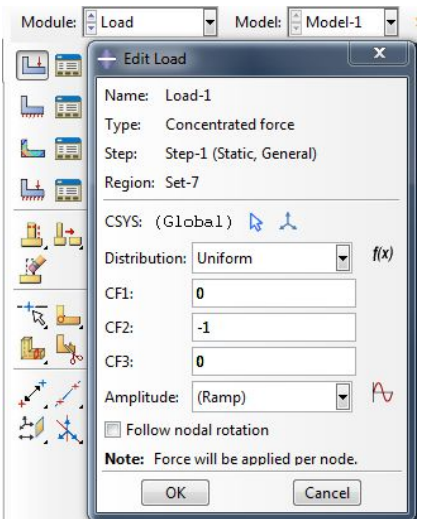 Module: Load Model: Model-1
Edit Load
x
Name: Load-1
Type: Concentrated force
Step: Step-1 (Static, General)
Region: Set-7
CSYS: (Global)
Distribution: Uniform f(x)
CF1: 0
CF2: -1
CF3: 0
Amplitude: (Ramp)
Follow nodal rotation
Note: Force will be applied per node.
OK Cancel